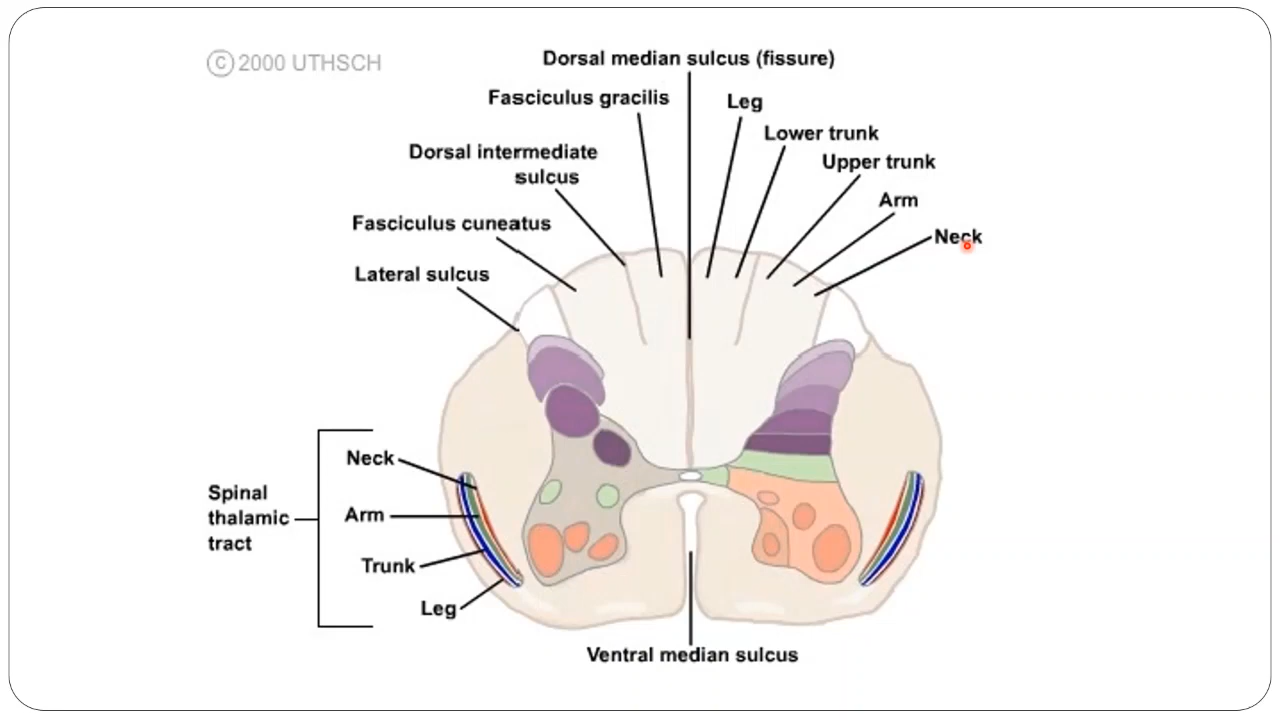 © 2000 UTHSCH
Dorsal median sulcus (fissure)
Fasciculus gracilis
Leg
Lower trunk
Dorsal intermediate
sulcus
Upper trunk
Arm
Fasciculus cuneatus
Neck
Lateral sulcus
Neck
Spinal
thalamic
tract
Arm
Trunk
Leg
Ventral median sulcus